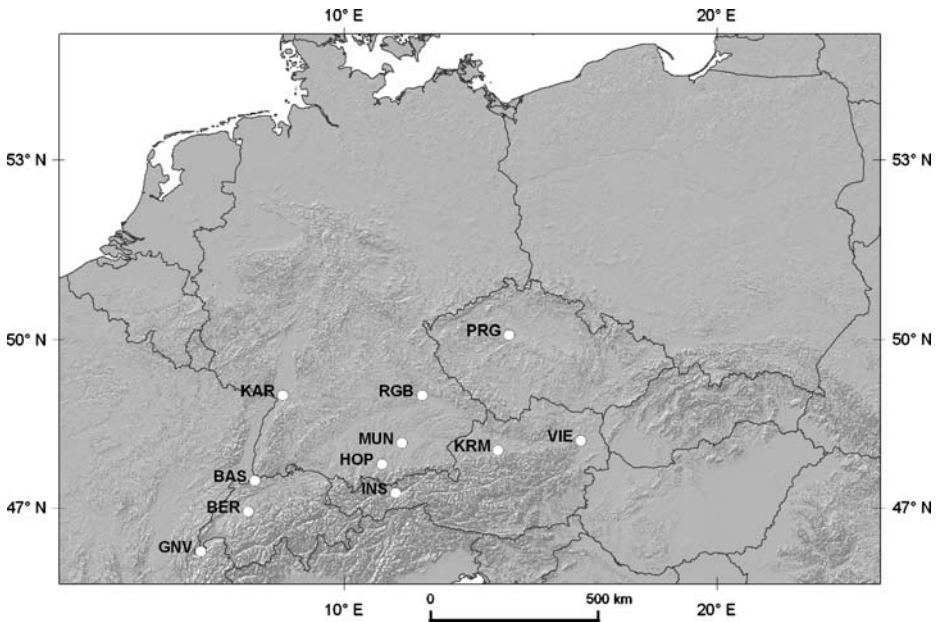 10° E 20° E
53° N 53° N
PRG
50° N 50° N
KAR RGB
MUN KRM VIE
HOP
BAS INS
BER 47° N 47° N
GNV
10° E 0 500 km 20° E